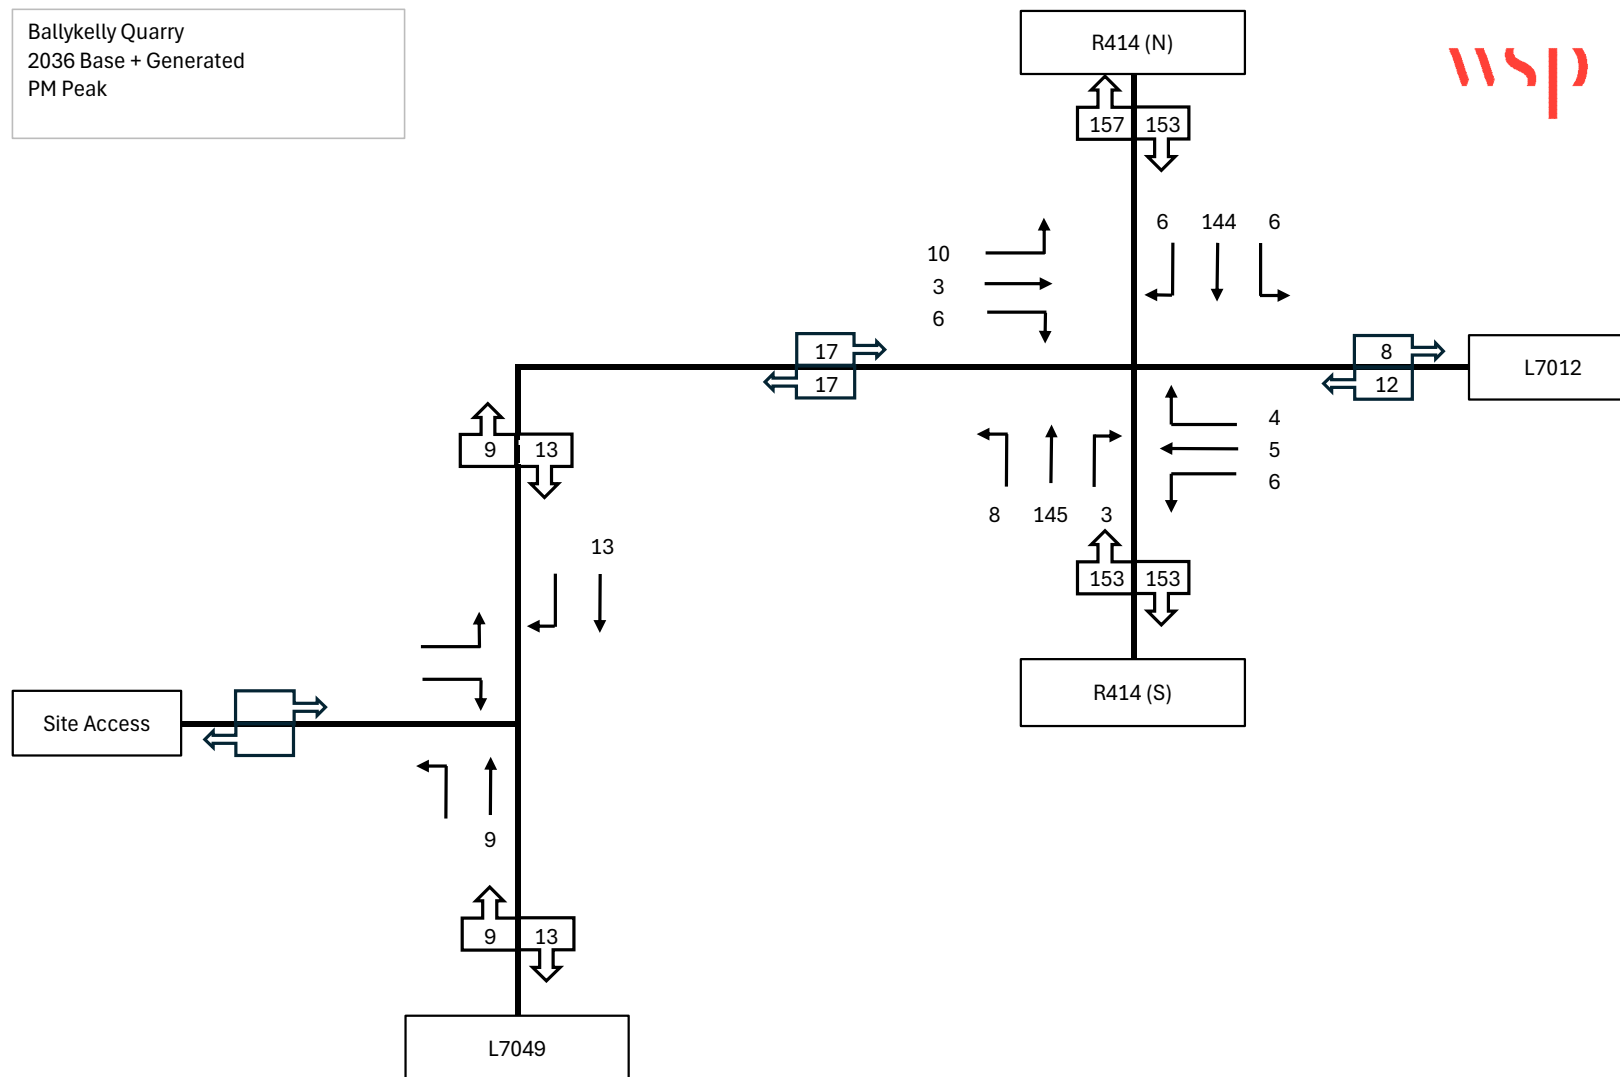 Ballykelly Quarry
2036 Base + Generated
PM Peak
R414 (N)
wsp
157 153
6 144 6
10
3
6
17
17
8
12
L7012
4
5
6
8 145 3
9 13
13
153 153
R414 (S)
Site Access
9
9 13
L7049